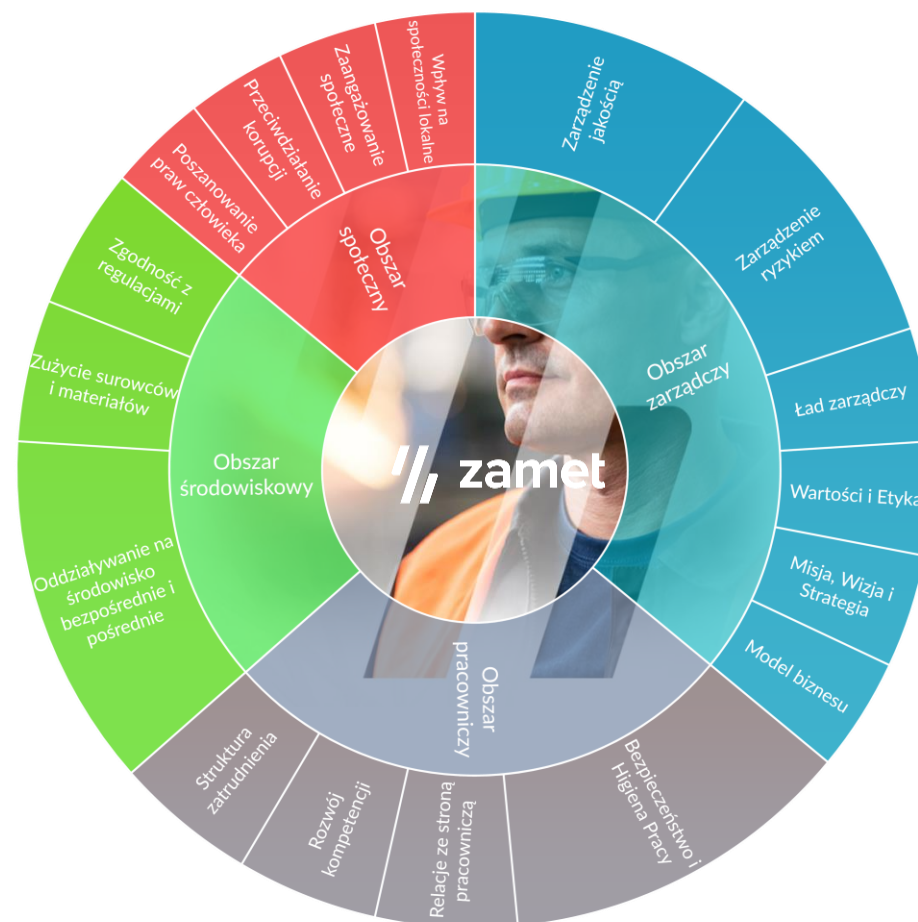 Zarządzenie
jakością
Zarządzenie
ryzykiem
Ład zarządczy
Wartości i Etyka
Misja, Wizja i
Strategia
Model biznesu
Bezpieczeństwo i
Higiena Pracy
Relacje ze stroną
pracowniczą
Rozwój
kompetencji
Struktura
zatrudnienia
Oddziaływanie na
środowisko
bezpośrednie i
pośrednie
Zużycie surowców
i materiałów
Zgodność z
regulacjami
Poszanowanie
praw człowieka
Przeciwdziałanie
korupcji
Zaangażowanie
społeczne
Wpływ na
społeczności lokalne
Obszar
zarządczy
Obszar
pracowniczy
Obszar
środowiskowy
Obszar
społeczny
zamet